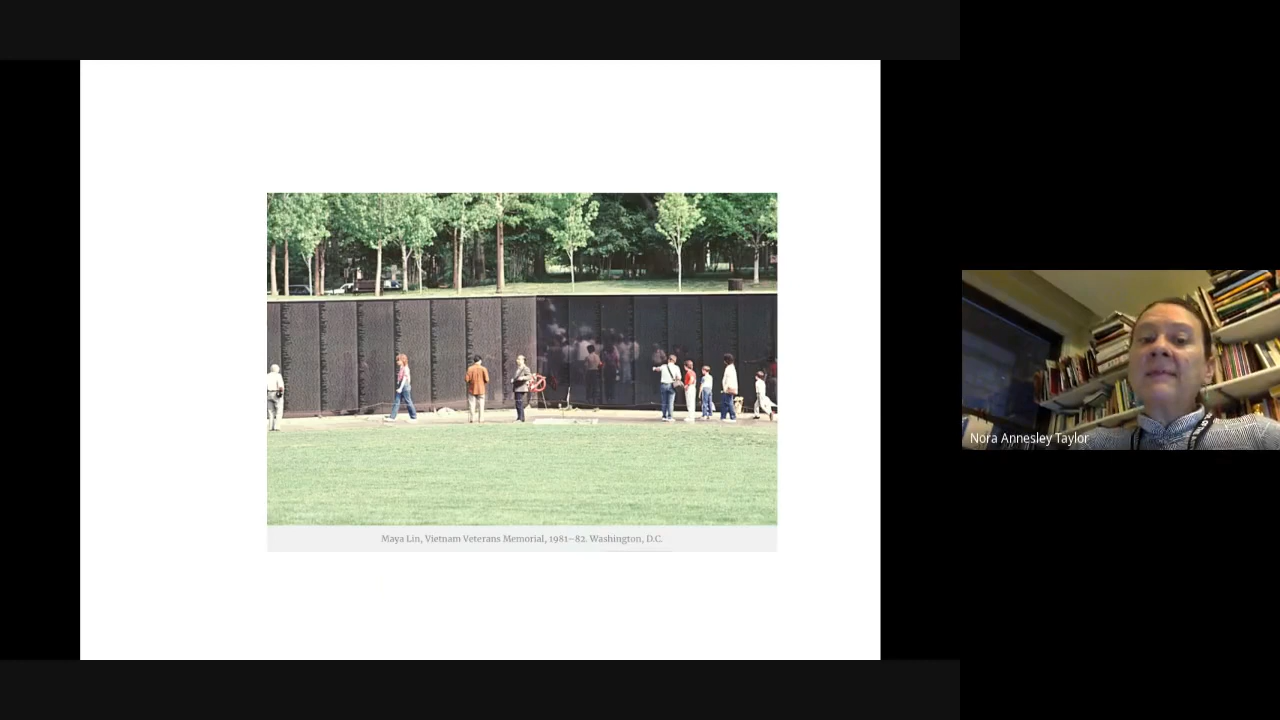 Maya Lin, Vietnam Veterans Memorial, 1981–82. Washington, D.C.
Nora Annesley Taylor